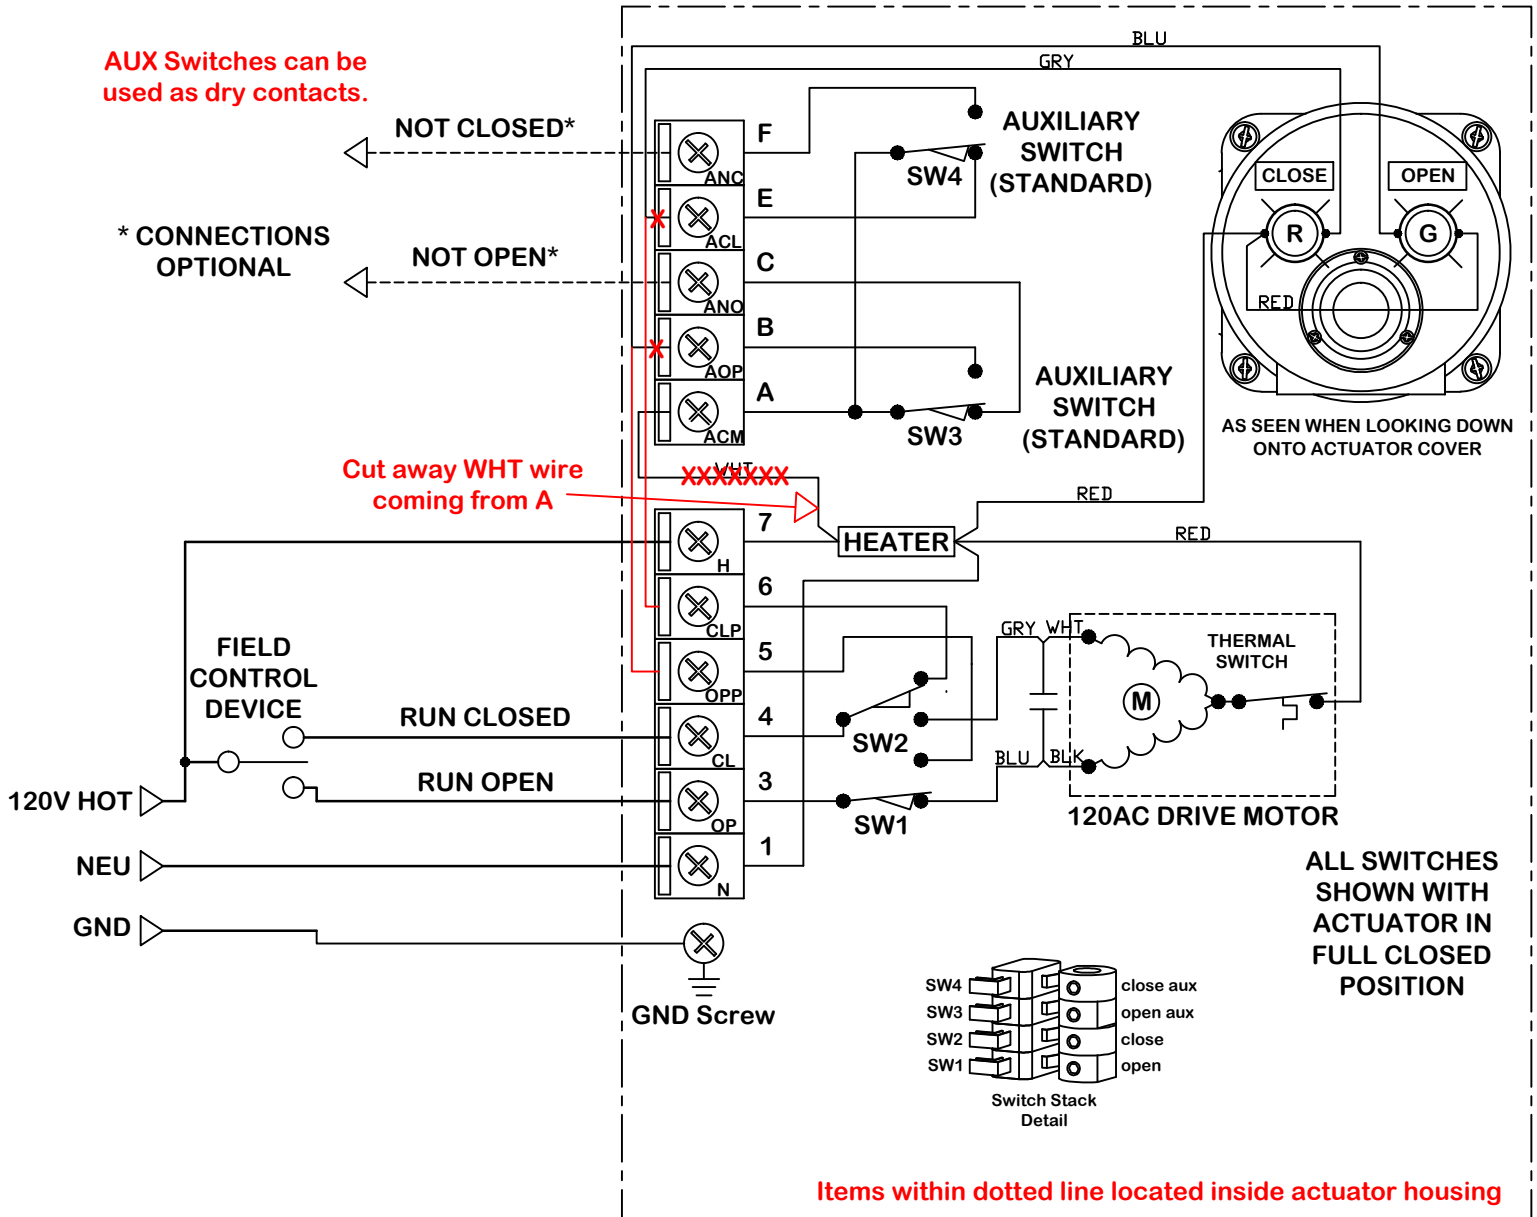 BLU
GRY
AUX Switches can be
used as dry contacts.
NOT CLOSED*
F
ANC
AUXILIARY
SWITCH
(STANDARD)
SW4
CLOSE
OPEN
R
G
RED
E
ACL
* CONNECTIONS
OPTIONAL
NOT OPEN*
C
ANO
B
AOP
A
ACM
AUXILIARY
SWITCH
(STANDARD)
SW3
AS SEEN WHEN LOOKING DOWN
ONTO ACTUATOR COVER
Cut away WHT wire
coming from A
WHT
XXXXXXX
X
X
RED
7
H
HEATER
RED
6
CLP
5
OPP
GRY WHT
THERMAL
SWITCH
M
FIELD
CONTROL
DEVICE
RUN CLOSED
4
CL
SW2
BLU BLK
RUN OPEN
3
OP
SW1
120AC DRIVE MOTOR
120V HOT
NEU
1
N
GND
GND Screw
ALL SWITCHES
SHOWN WITH
ACTUATOR IN
FULL CLOSED
POSITION
SW4 close aux
SW3 open aux
SW2 close
SW1 open
Switch Stack
Detail
Items within dotted line located inside actuator housing